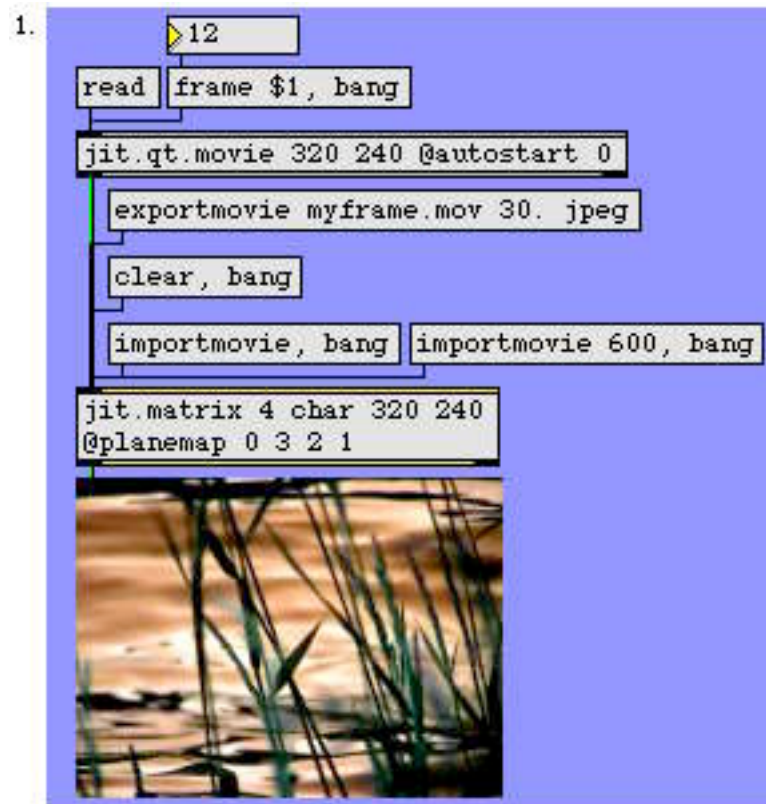 1.
12
read
frame $1, bang
jit.qt.movie 320 240 @autostart 0
exportmovie myframe.mov 30. jpeg
clear, bang
importmovie, bang
importmovie 600, bang
jit.matrix 4 char 320 240
@planemap 0 3 2 1